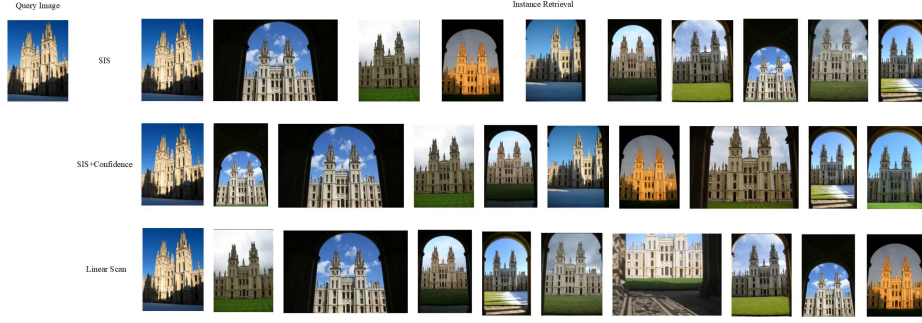 Query Image
Instance Retrieval
SIS
SIS+Confidence
Linear Scan